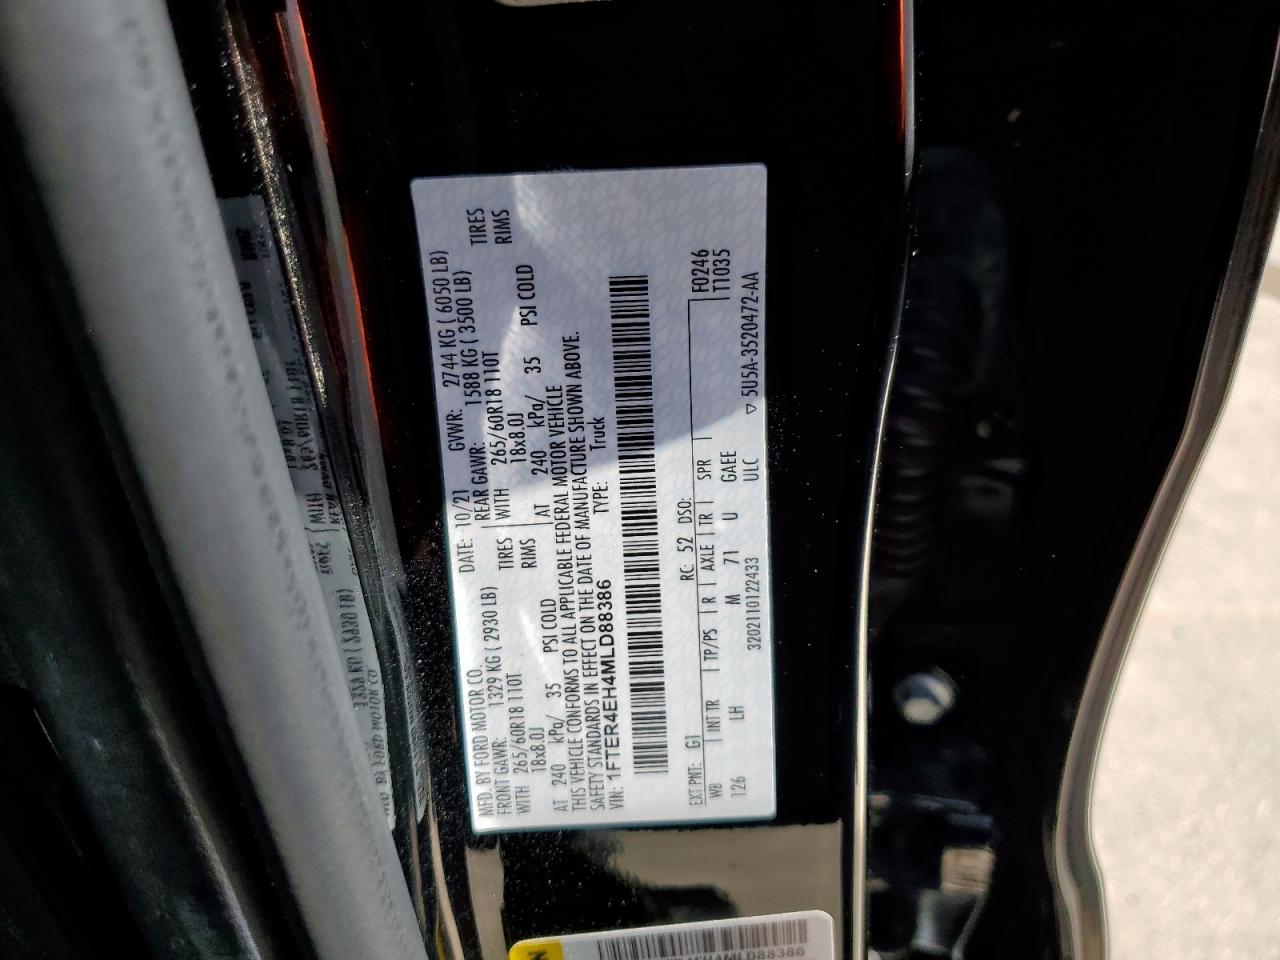 MFD. BY FORD MOTOR CO.
DATE: 10/21 GVWR: 2744 KG ( 6050 LB)
FRONT GAWR: 1329 KG ( 2930 LB) REAR GAWR: 1588 KG ( 3500 LB)
WITH 265/60R18 110T TIRES WITH 265/60R18 110T TIRES
18x8.0J RIMS 18x8.0J RIMS
AT 240 kPa/ 35 PSI COLD AT 240 kPa/ 35 PSI COLD
THIS VEHICLE CONFORMS TO ALL APPLICABLE FEDERAL MOTOR VEHICLE
SAFETY STANDARDS IN EFFECT ON THE DATE OF MANUFACTURE SHOWN ABOVE.
VIN: 1FTER4EH4MLD88386 TYPE: Truck
EXT PNT: G1 RC: 52 DSO: F0246
WB INT TR TP/PS R AXLE TR SPR T1035
126 LH M 71 U GAEE
3202110122433 ULC ▽ 5U5A-3520472-AA
4EH4MLD88386